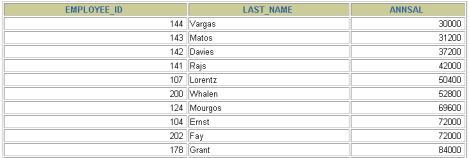 EMPLOYEE_ID LAST_NAME ANNSAL
144 Vargas 30000
143 Matos 31200
142 Davies 37200
141 Rajs 42000
107 Lorentz 50400
200 Whalen 52800
124 Mourgos 69600
104 Ernst 72000
202 Fay 72000
178 Grant 84000